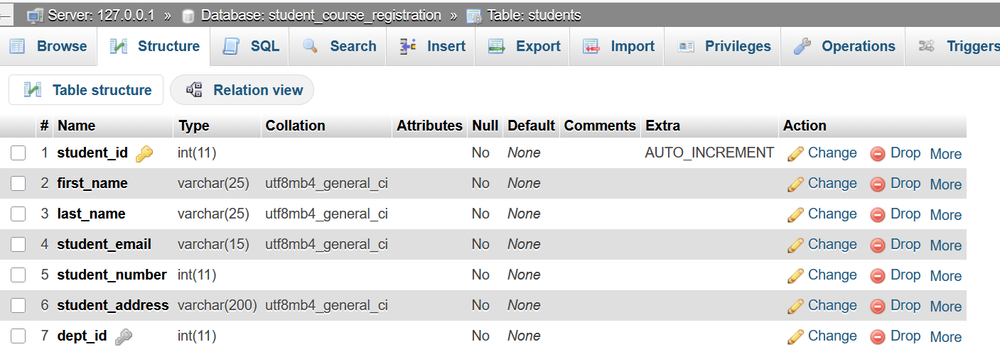 Server: 127.0.0.1 » Database: student_course_registration » Table: students
Browse Structure SQL Search Insert Export Import Privileges Operations Triggers
Table structure Relation view
# Name Type Collation Attributes Null Default Comments Extra Action
1 student_id int(11) No None AUTO_INCREMENT Change Drop More
2 first_name varchar(25) utf8mb4_general_ci No None Change Drop More
3 last_name varchar(25) utf8mb4_general_ci No None Change Drop More
4 student_email varchar(15) utf8mb4_general_ci No None Change Drop More
5 student_number int(11) No None Change Drop More
6 student_address varchar(200) utf8mb4_general_ci No None Change Drop More
7 dept_id int(11) No None Change Drop More